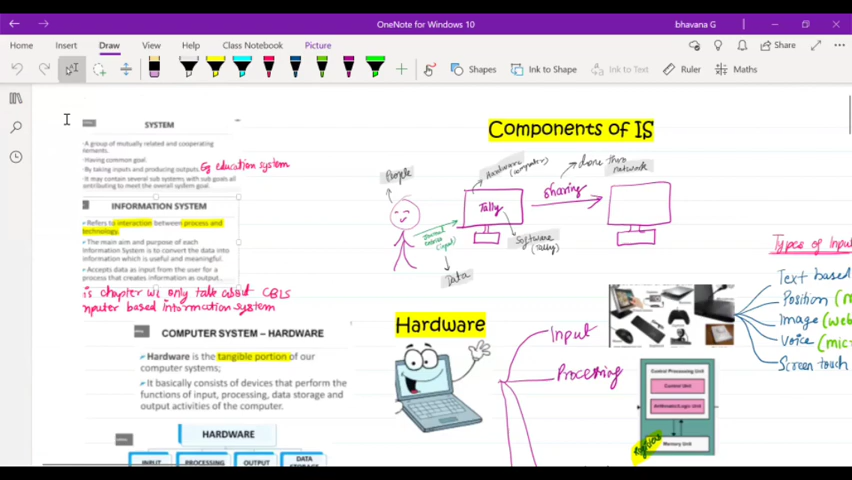 OneNote for Windows 10
bhavana G
Home Insert Draw View Help Class Notebook Picture
Share
Shapes
Ink to Shape
Ink to Text
Ruler
Maths
SYSTEM
A group of mutually related and cooperating
elements.
Having common goal.
By taking inputs and producing outputs. Eg education system
It may contain several sub systems with sub goals all
contributing to meet the overall system goal.
INFORMATION SYSTEM
Refers to interaction between process and
technology.
The main aim and purpose of each
Information System is to convert the data into
information which is useful and meaningful.
Accepts data as input from the user for a
process that creates information as output.
is chapter we only talk about CBIS
mputer based information system
COMPUTER SYSTEM – HARDWARE
Hardware is the tangible portion of our
computer systems;
It basically consists of devices that perform the
functions of input, processing, data storage and
output activities of the computer.
HARDWARE
INPUT PROCESSING OUTPUT DATA
Components of IS
People
Hardware
(computer)
Tally
sharing
done thro
network
Journal
entries
(input)
Software
(Tally)
Data
Hardware
Input
Processing
Central Processing Unit
Control Unit
Arithmetic/Logic Unit
Memory Unit
Types of Input
Text based
Position (m
Image (web
Voice (mic
Screen touch